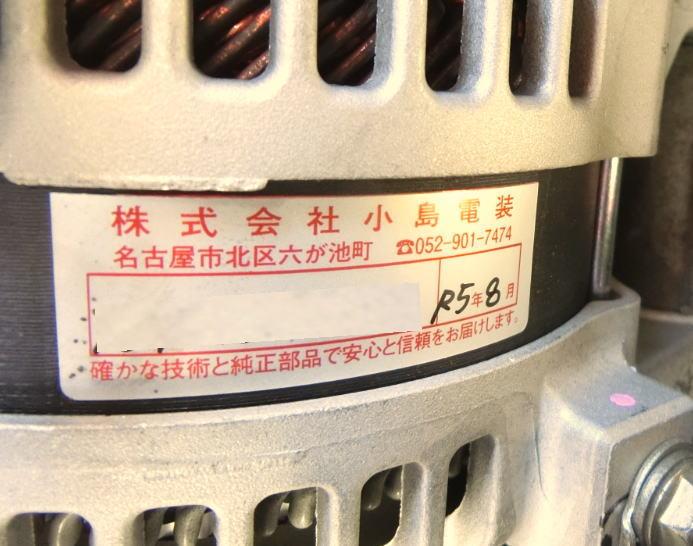 株式会社小島電装
名古屋市北区六が池町 ☎052-901-7474
R5年8月
確かな技術と純正部品で安心と信頼をお届けします。